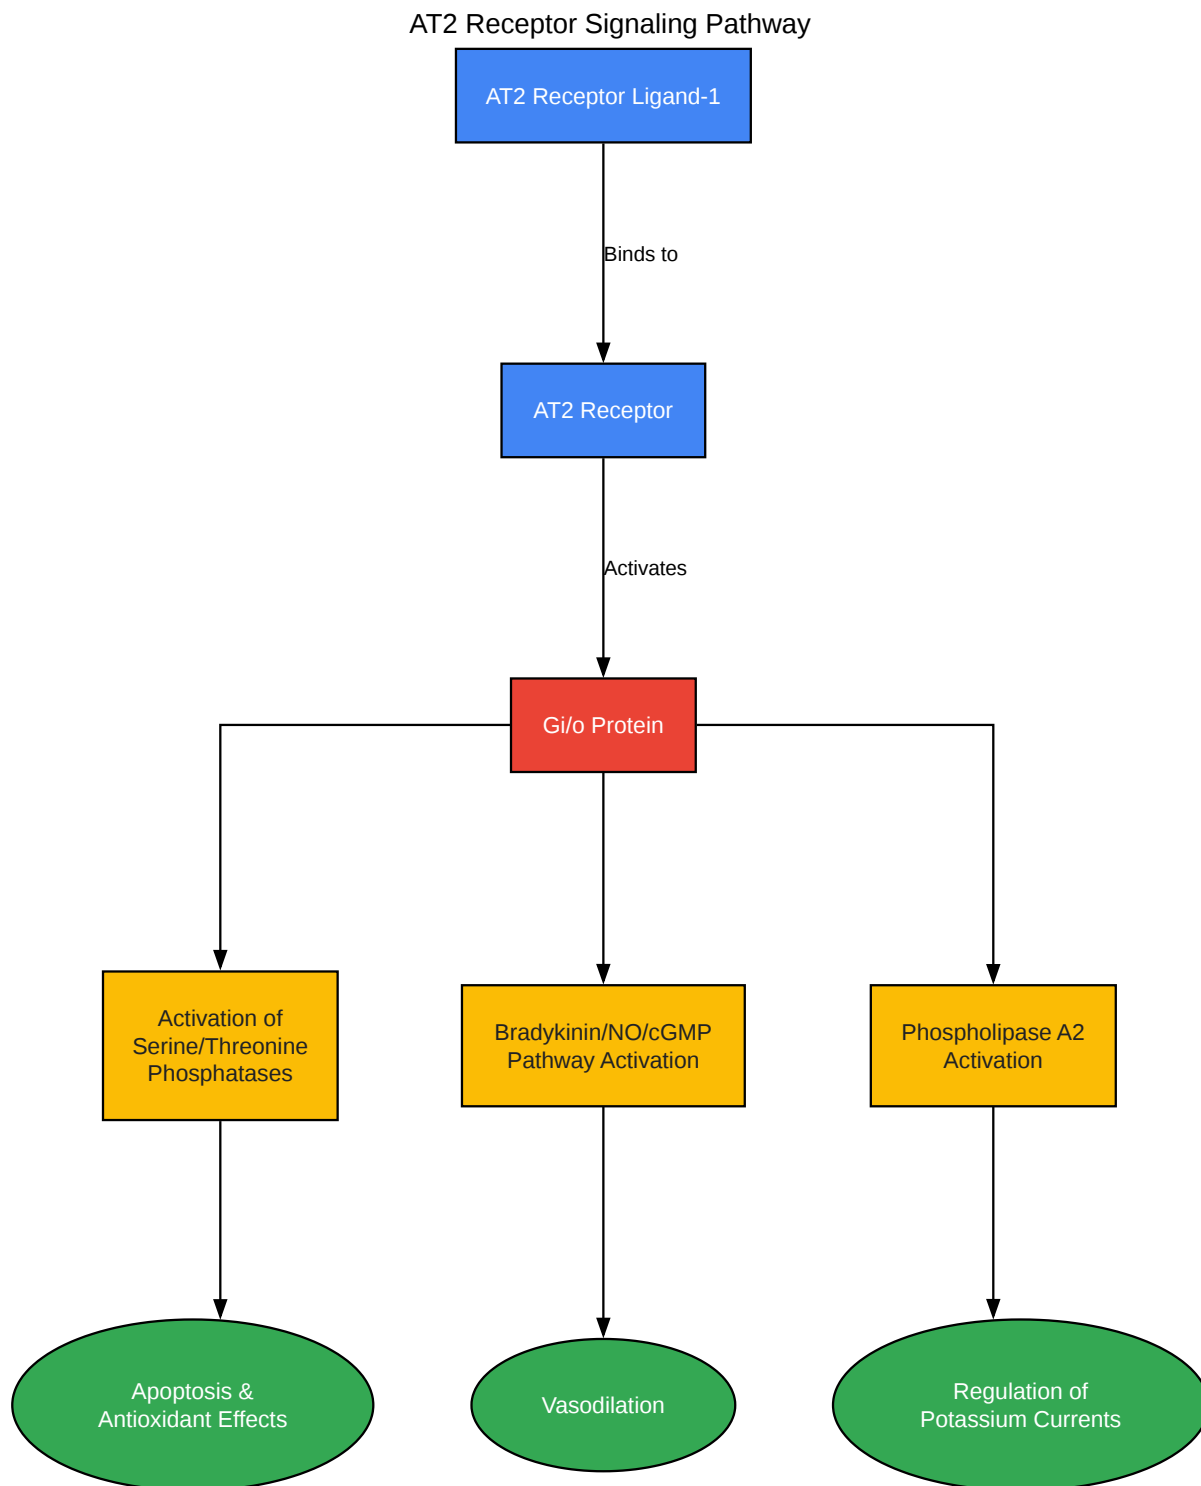 AT2 Receptor Signaling Pathway
AT2 Receptor Ligand-1
Binds to
AT2 Receptor
Activates
Gi/o Protein
Activation of
Serine/Threonine
Phosphatases
Bradykinin/NO/cGMP
Pathway Activation
Phospholipase A2
Activation
Apoptosis &
Antioxidant Effects
Vasodilation
Regulation of
Potassium Currents